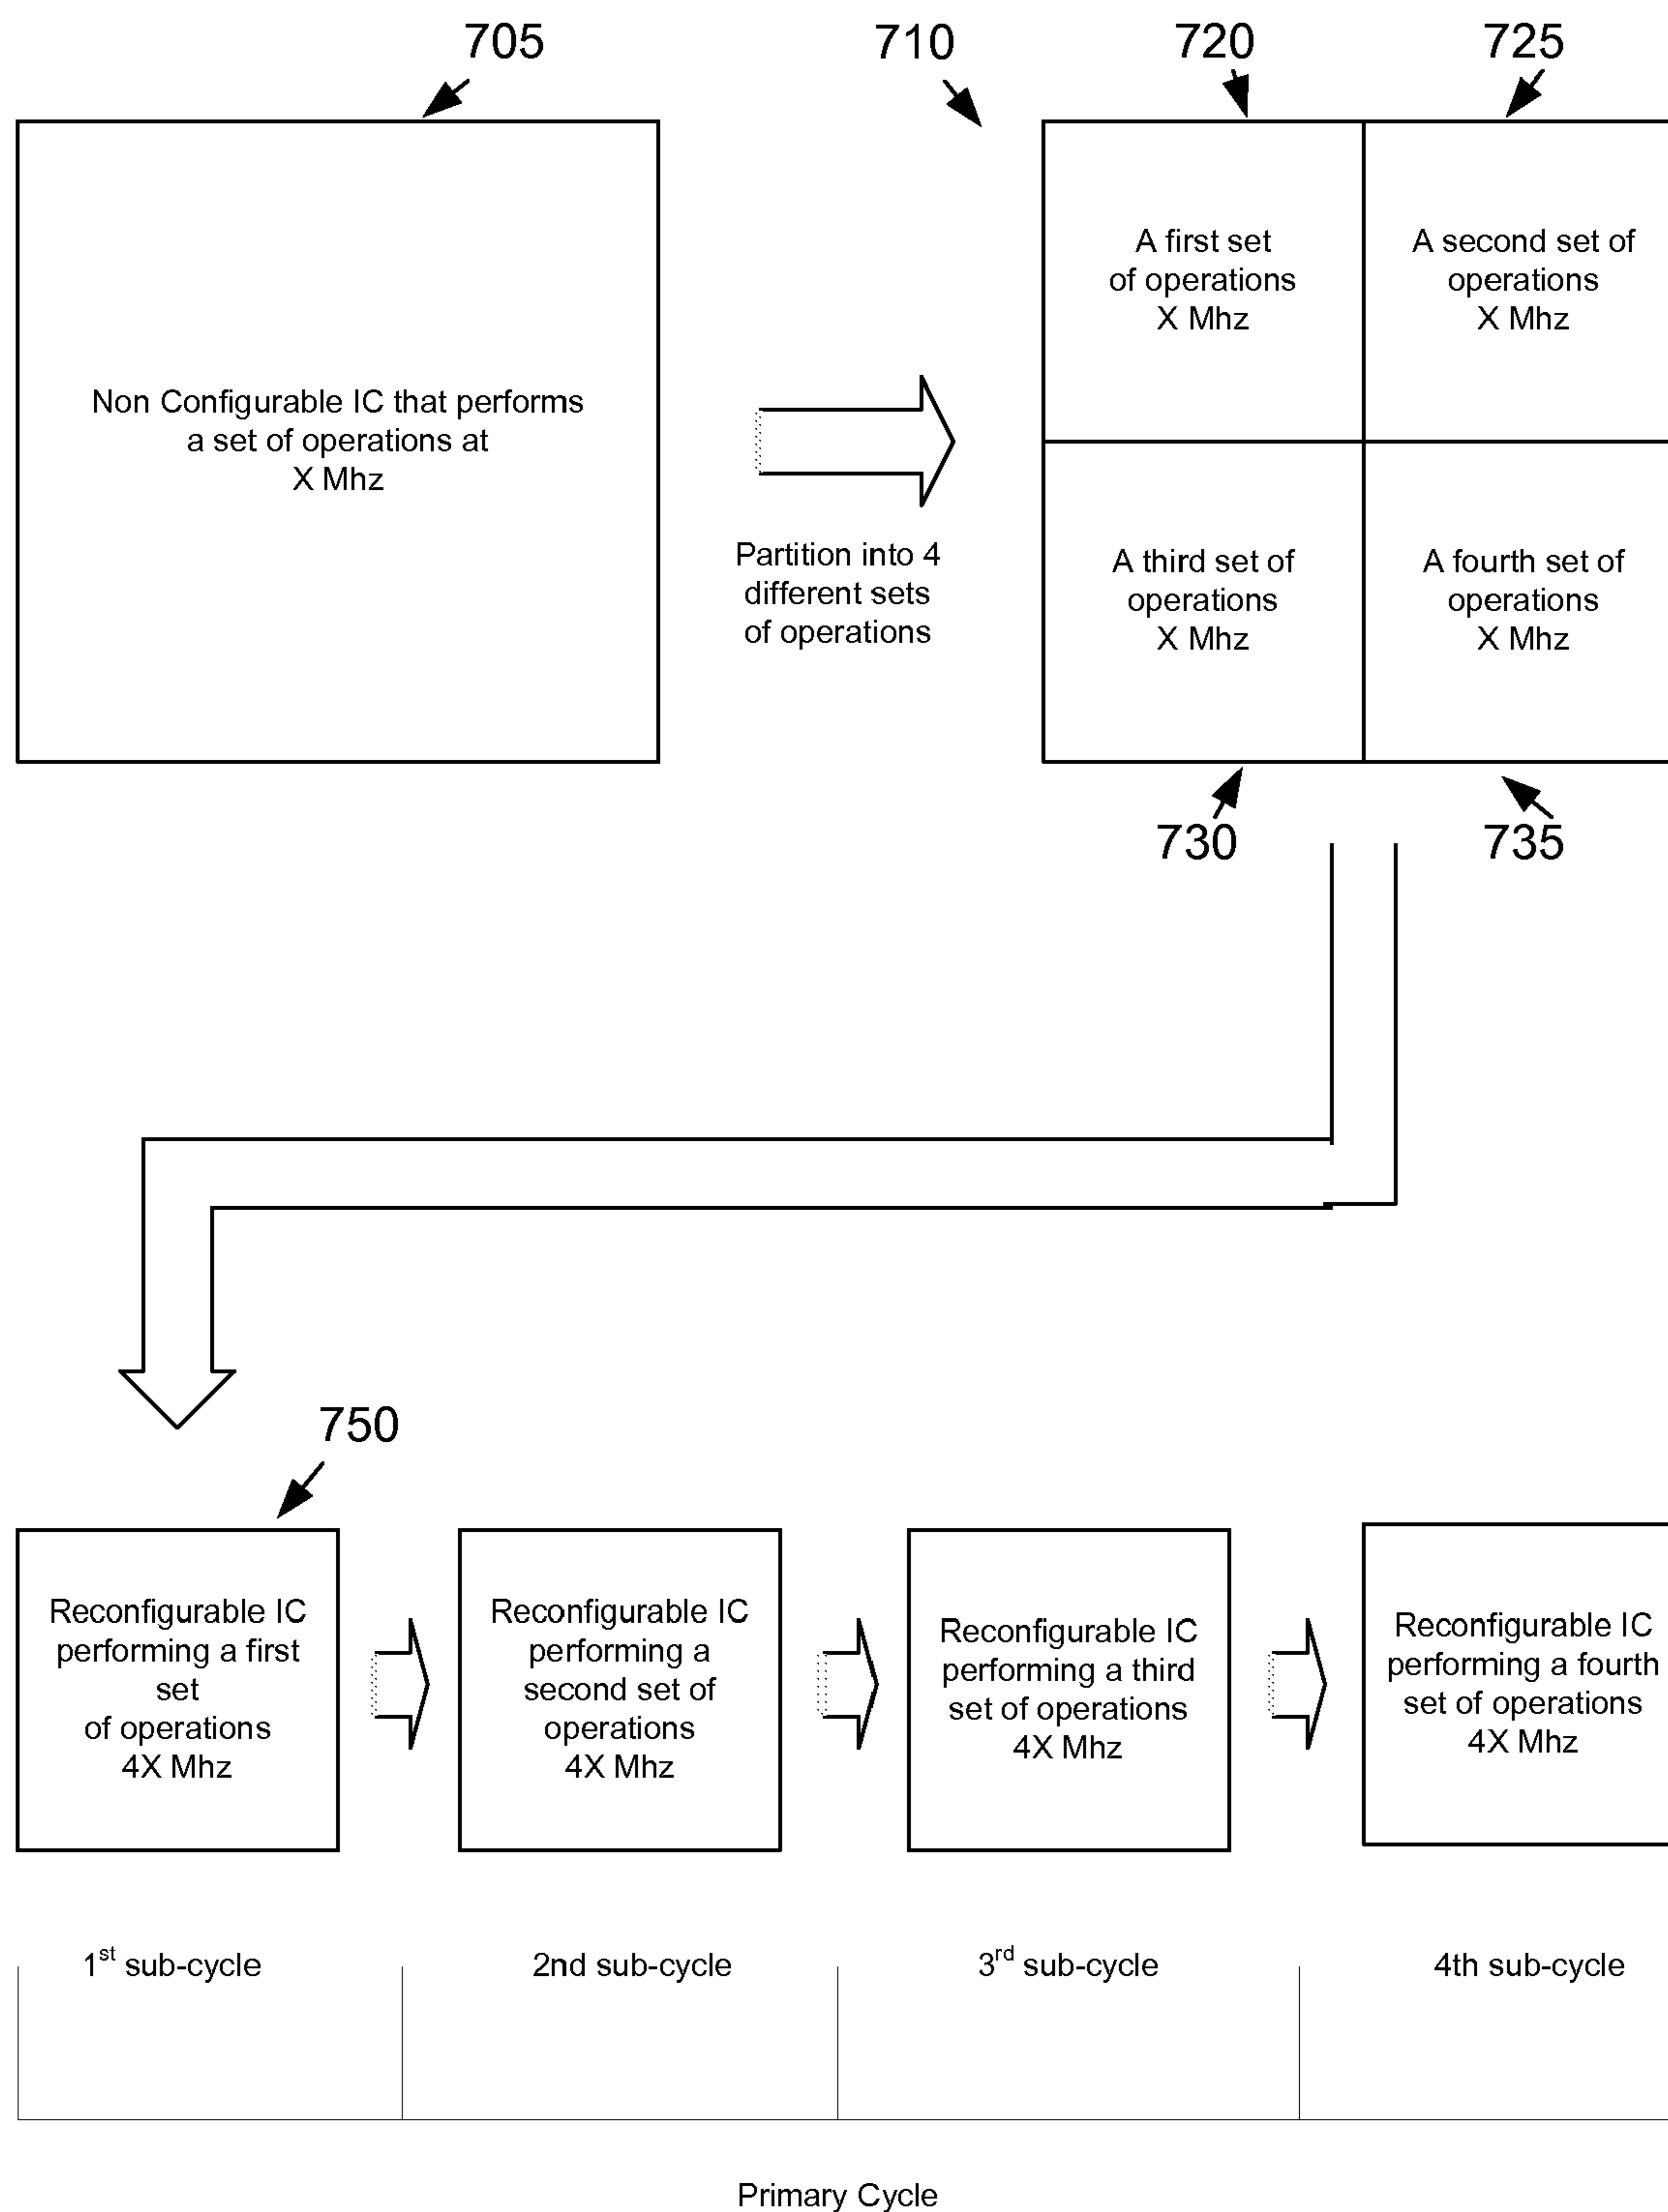 705
710
720
725
Non Configurable IC that performs
a set of operations at
X Mhz
Partition into 4
different sets
of operations
A first set
of operations
X Mhz
A second set of
operations
X Mhz
A third set of
operations
X Mhz
A fourth set of
operations
X Mhz
730
735
750
Reconfigurable IC
performing a first
set
of operations
4X Mhz
Reconfigurable IC
performing a
second set of
operations
4X Mhz
Reconfigurable IC
performing a third
set of operations
4X Mhz
Reconfigurable IC
performing a fourth
set of operations
4X Mhz
1st sub-cycle
2nd sub-cycle
3rd sub-cycle
4th sub-cycle
Primary Cycle